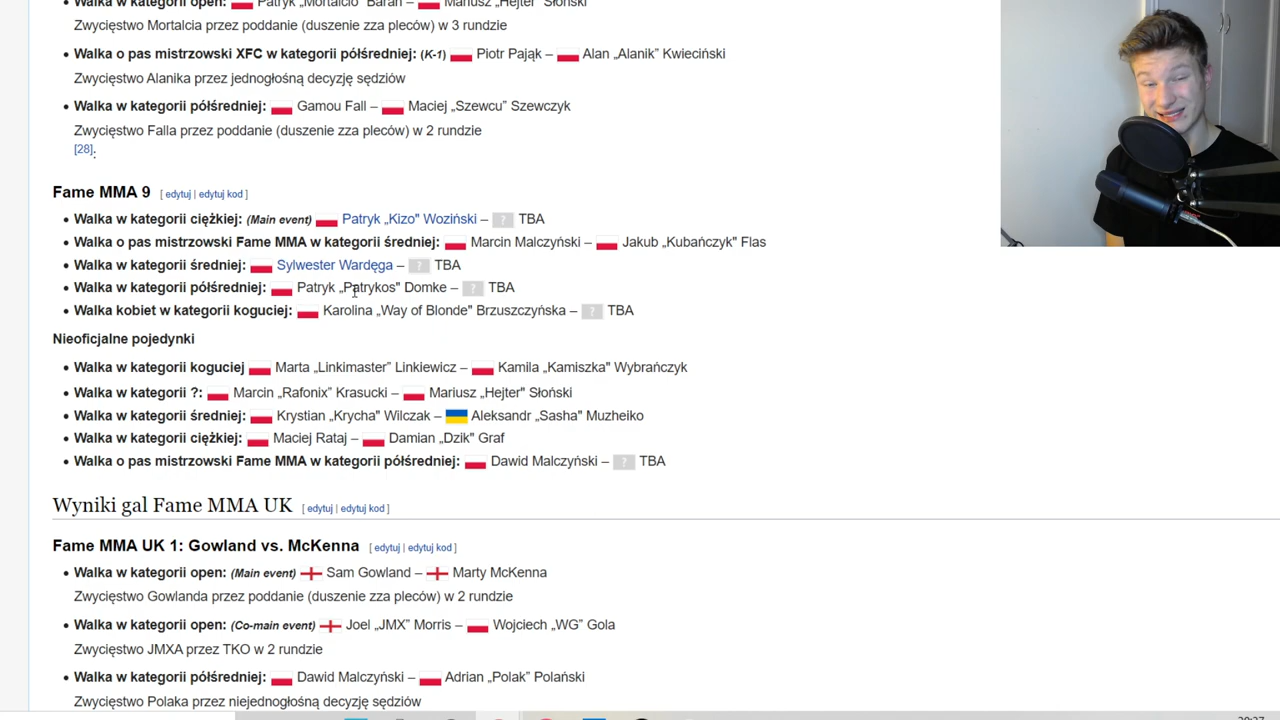 Walka w kategorii open: Patryk „Mortalcio" Baran – Mariusz „Hejter" Słoński
Zwycięstwo Mortalcia przez poddanie (duszenie zza pleców) w 3 rundzie
Walka o pas mistrzowski XFC w kategorii półśredniej: (K-1) Piotr Pająk – Alan „Alanik” Kwieciński
Zwycięstwo Alanika przez jednogłośną decyzję sędziów
Walka w kategorii półśredniej: Gamou Fall – Maciej „Szewcu” Szewczyk
Zwycięstwo Falla przez poddanie (duszenie zza pleców) w 2 rundzie
[28].
Fame MMA 9 [ edytuj | edytuj kod ]
Walka w kategorii ciężkiej: (Main event) Patryk „Kizo" Woziński – ? TBA
Walka o pas mistrzowski Fame MMA w kategorii średniej: Marcin Malczyński – Jakub „Kubańczyk" Flas
Walka w kategorii średniej: Sylwester Wardęga – ? TBA
Walka w kategorii półśredniej: Patryk „Patrykos" Domke – ? TBA
Walka kobiet w kategorii koguciej: Karolina „Way of Blonde" Brzuszczyńska – ? TBA
Nieoficjalne pojedynki
Walka w kategorii koguciej Marta „Linkimaster” Linkiewicz – Kamila „Kamiszka" Wybrańczyk
Walka w kategorii ?: Marcin „Rafonix” Krasucki – Mariusz „Hejter" Słoński
Walka w kategorii średniej: Krystian „Krycha" Wilczak – Aleksandr „Sasha" Muzheiko
Walka w kategorii ciężkiej: Maciej Rataj – Damian „Dzik" Graf
Walka o pas mistrzowski Fame MMA w kategorii półśredniej: Dawid Malczyński – ? TBA
Wyniki gal Fame MMA UK [ edytuj | edytuj kod ]
Fame MMA UK 1: Gowland vs. McKenna [ edytuj | edytuj kod ]
Walka w kategorii open: (Main event) Sam Gowland – Marty McKenna
Zwycięstwo Gowlanda przez poddanie (duszenie zza pleców) w 2 rundzie
Walka w kategorii open: (Co-main event) Joel „JMX” Morris – Wojciech „WG” Gola
Zwycięstwo JMXA przez TKO w 2 rundzie
Walka w kategorii półśredniej: Dawid Malczyński – Adrian „Polak” Polański
Zwycięstwo Polaka przez niejednogłośną decyzję sędziów